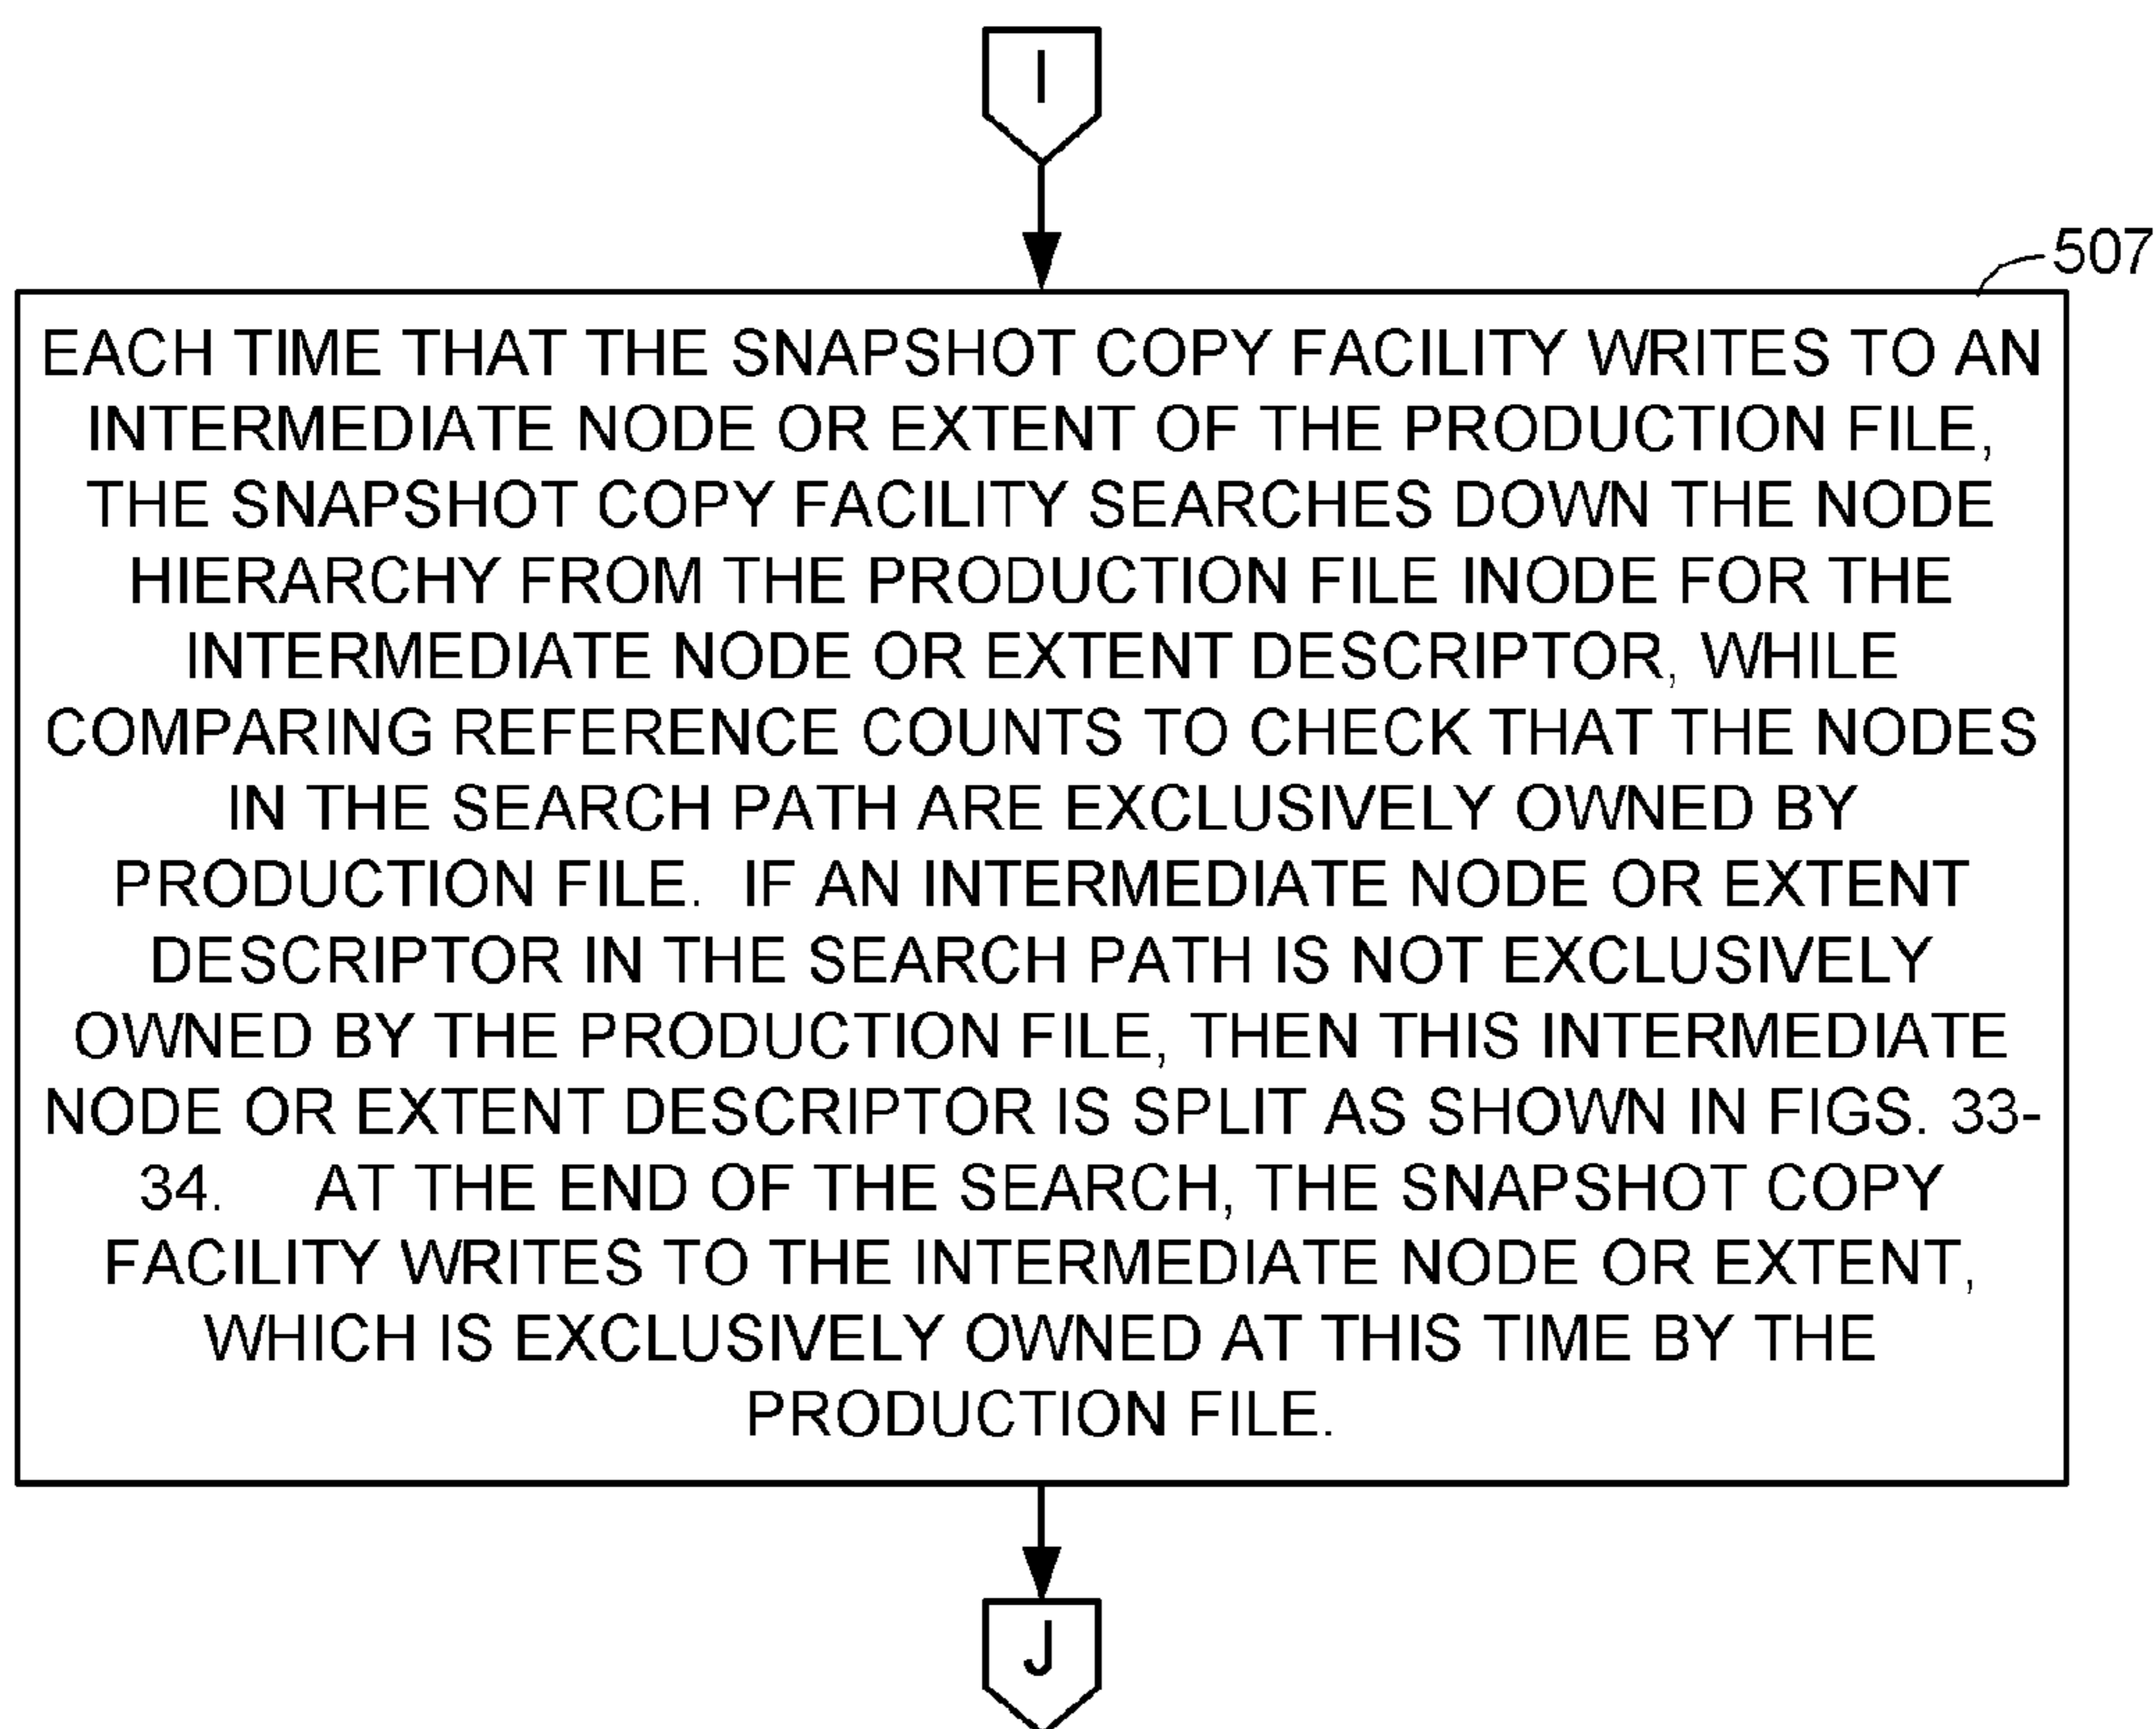 I
507
EACH TIME THAT THE SNAPSHOT COPY FACILITY WRITES TO AN
INTERMEDIATE NODE OR EXTENT OF THE PRODUCTION FILE,
THE SNAPSHOT COPY FACILITY SEARCHES DOWN THE NODE
HIERARCHY FROM THE PRODUCTION FILE INODE FOR THE
INTERMEDIATE NODE OR EXTENT DESCRIPTOR, WHILE
COMPARING REFERENCE COUNTS TO CHECK THAT THE NODES
IN THE SEARCH PATH ARE EXCLUSIVELY OWNED BY
PRODUCTION FILE. IF AN INTERMEDIATE NODE OR EXTENT
DESCRIPTOR IN THE SEARCH PATH IS NOT EXCLUSIVELY
OWNED BY THE PRODUCTION FILE, THEN THIS INTERMEDIATE
NODE OR EXTENT DESCRIPTOR IS SPLIT AS SHOWN IN FIGS. 33-
34. AT THE END OF THE SEARCH, THE SNAPSHOT COPY
FACILITY WRITES TO THE INTERMEDIATE NODE OR EXTENT,
WHICH IS EXCLUSIVELY OWNED AT THIS TIME BY THE
PRODUCTION FILE.
J